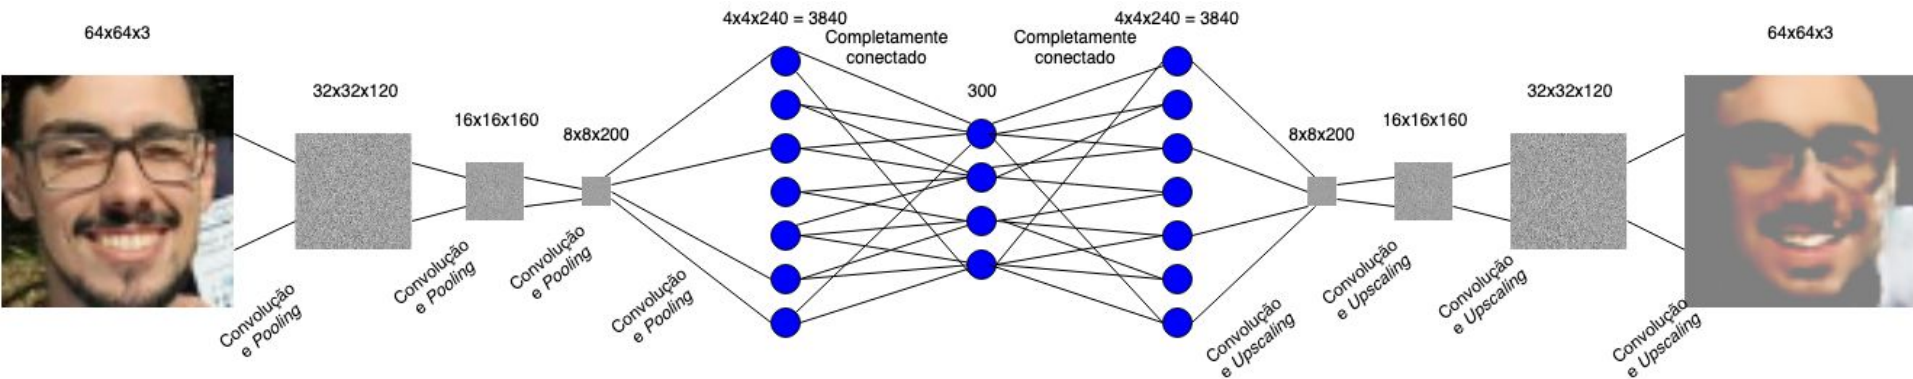 64x64x3
32x32x120
16x16x160
8x8x200
4x4x240 = 3840
Completamente
conectado
300
4x4x240 = 3840
Completamente
conectado
8x8x200
16x16x160
32x32x120
64x64x3
Convolução
e Pooling
Convolução
e Pooling
Convolução
e Pooling
Convolução
e Pooling
Convolução
e Upscaling
Convolução
e Upscaling
Convolução
e Upscaling
Convolução
e Upscaling